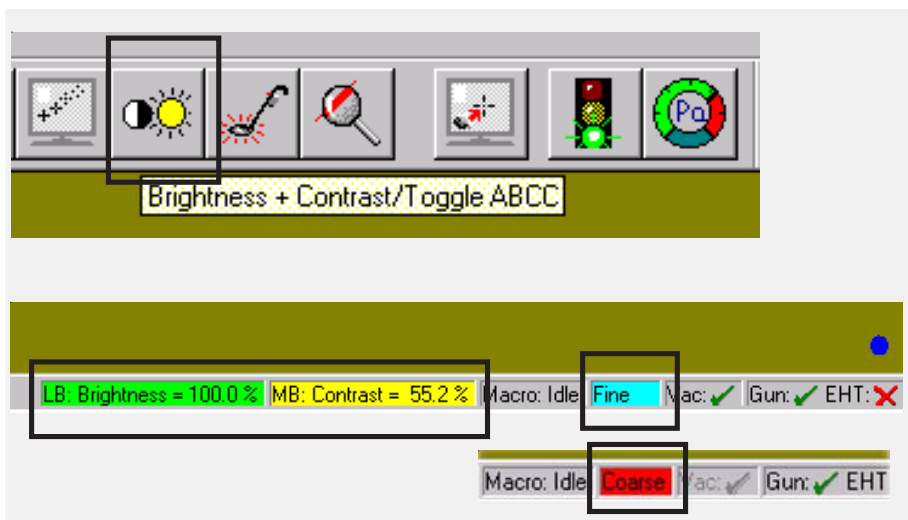 Pa
Brightness + Contrast/Toggle ABCC
LB: Brightness = 100.0 % MB: Contrast = 55.2 % Macro: Idle Fine Vac: Gun: EHT:
Macro: Idle Coarse Vac: Gun: EHT